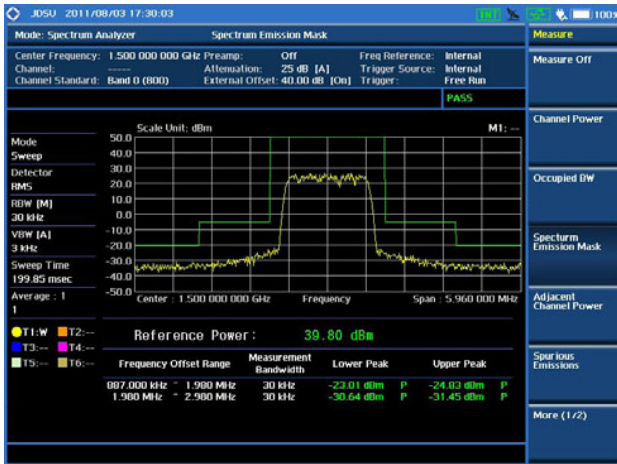 JDSU 2011/08/03 17:30:03 INT 100%
Mode: Spectrum Analyzer Spectrum Emission Mask
Center Frequency: 1.500 000 000 GHz Preamp: Off Freq Reference: Internal
Channel: ----- Attenuation: 25 dB [A] Trigger Source: Internal
Channel Standard: Band 0 (800) External Offset: 40.00 dB [On] Trigger: Free Run
PASS
Scale Unit: dBm M1: --
Mode
Sweep
Detector
RMS
RBW [M]
30 kHz
VBW [A]
3 kHz
Sweep Time
199.85 msec
Average : 1
1
T1:W T2:--
T3:-- T4:--
T5:-- T6:--
50.0
40.0
30.0
20.0
10.0
0.0
-10.0
-20.0
-30.0
-40.0
-50.0
Center : 1.500 000 000 GHz Frequency Span : 5.960 000 MHz
Reference Power: 39.80 dBm
Frequency Offset Range Measurement Bandwidth Lower Peak Upper Peak
887.000 kHz ~ 1.980 MHz 30 kHz -23.01 dBm P -24.83 dBm P
1.980 MHz ~ 2.980 MHz 30 kHz -30.64 dBm P -31.45 dBm P
Measure
Measure Off
Channel Power
Occupied BW
Specturm
Emission Mask
Adjacent
Channel Power
Spurious
Emissions
More (1/2)